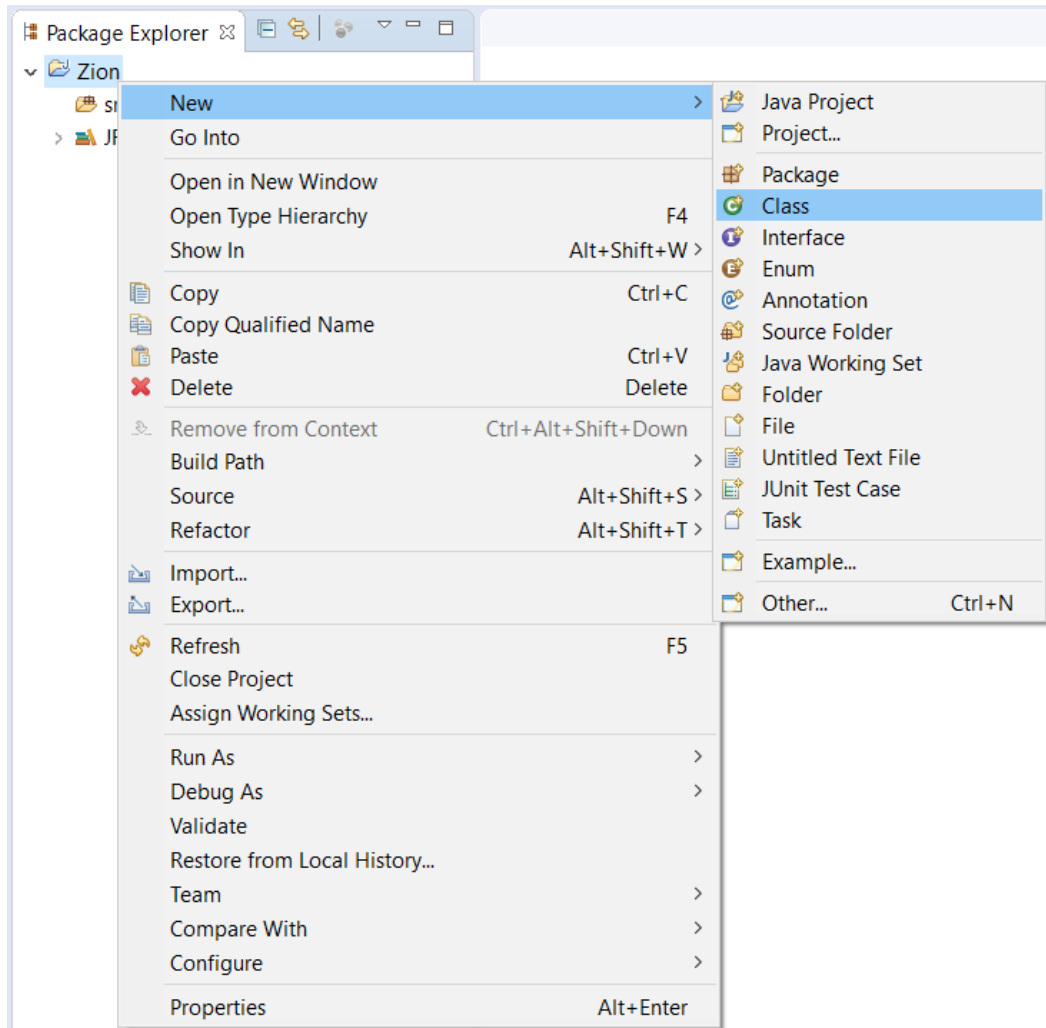 Package Explorer
Zion
New
Go Into
Open in New Window
Open Type Hierarchy F4
Show In Alt+Shift+W
Copy Ctrl+C
Copy Qualified Name
Paste Ctrl+V
Delete Delete
Remove from Context Ctrl+Alt+Shift+Down
Build Path
Source Alt+Shift+S
Refactor Alt+Shift+T
Import...
Export...
Refresh F5
Close Project
Assign Working Sets...
Run As
Debug As
Validate
Restore from Local History...
Team
Compare With
Configure
Properties Alt+Enter
Java Project
Project...
Package
Class
Interface
Enum
Annotation
Source Folder
Java Working Set
Folder
File
Untitled Text File
JUnit Test Case
Task
Example...
Other... Ctrl+N